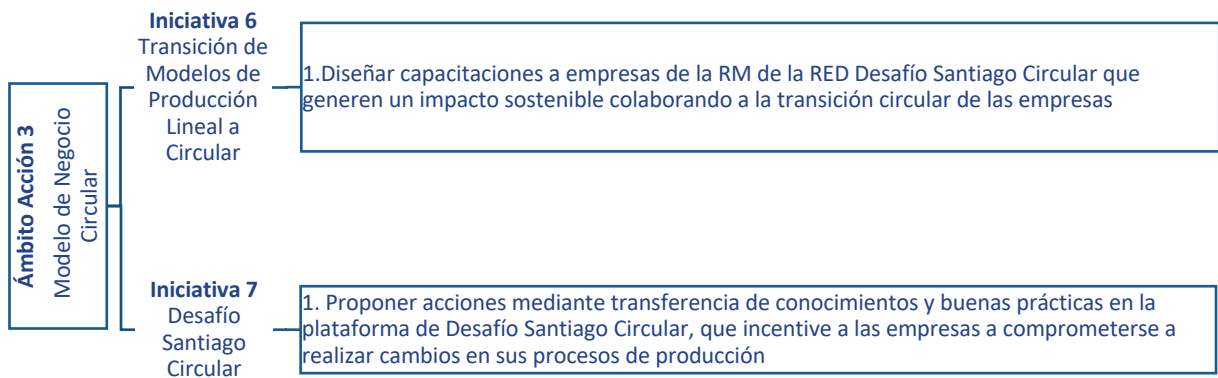 Ámbito Acción 3
Modelo de Negocio
Circular
Iniciativa 6
Transición de
Modelos de
Producción
Lineal a
Circular
1.Diseñar capacitaciones a empresas de la RM de la RED Desafío Santiago Circular que
generen un impacto sostenible colaborando a la transición circular de las empresas
Iniciativa 7
Desafío
Santiago
Circular
1. Proponer acciones mediante transferencia de conocimientos y buenas prácticas en la
plataforma de Desafío Santiago Circular, que incentive a las empresas a comprometerse a
realizar cambios en sus procesos de producción